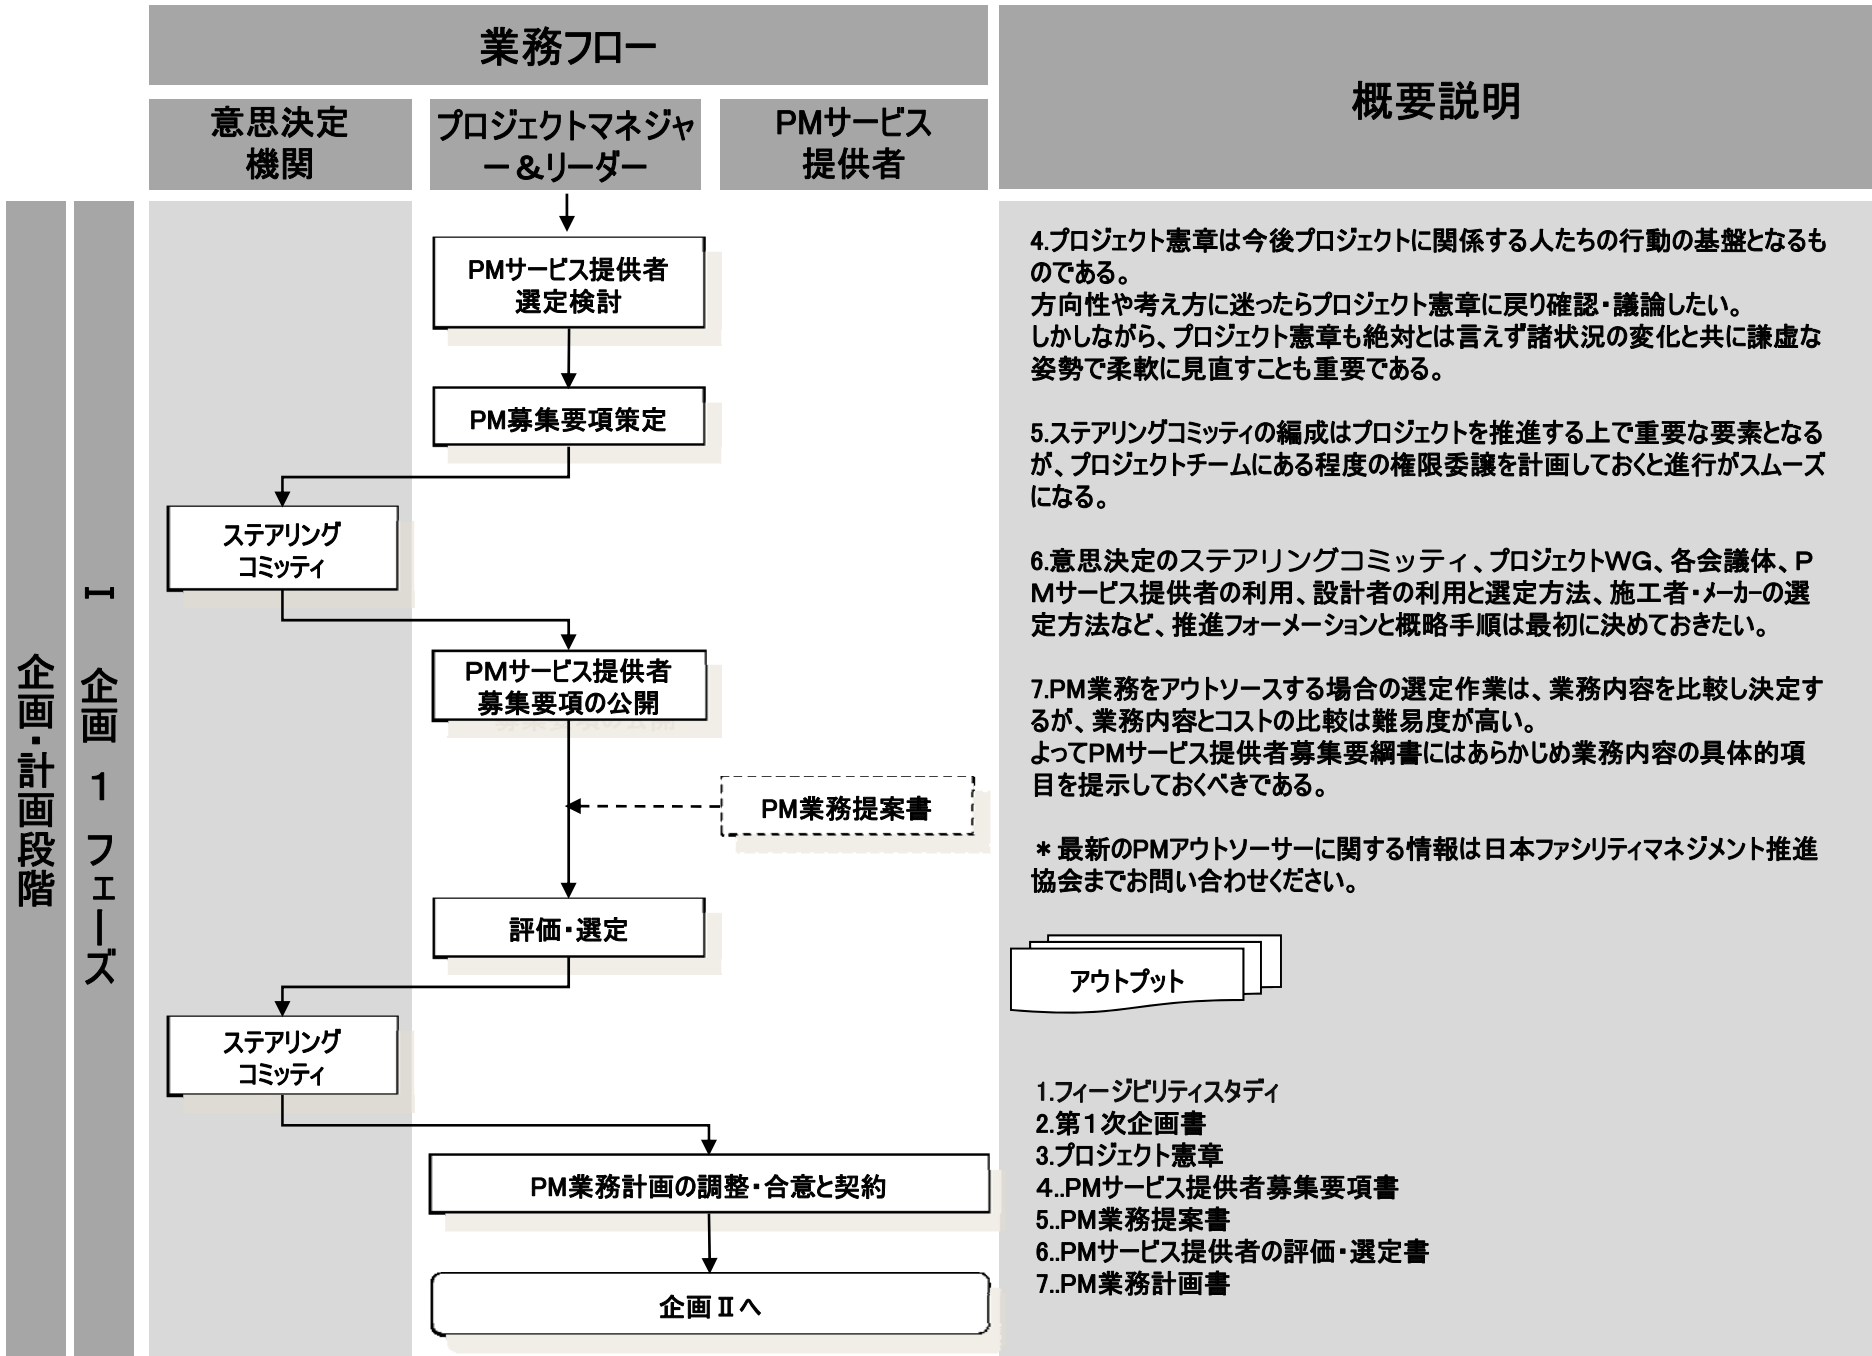 業務フロー
概要説明
意思決定
機関
プロジェクトマネジャ
ー&リーダー
PMサービス
提供者
企画・計画段階
Ⅰ 企画 1 フェーズ
PMサービス提供者
選定検討
PM募集要項策定
ステアリング
コミッティ
PMサービス提供者
募集要項の公開
PM業務提案書
評価・選定
ステアリング
コミッティ
PM業務計画の調整・合意と契約
企画Ⅱへ
4.プロジェクト憲章は今後プロジェクトに関係する人たちの行動の基盤となるも
のである。
方向性や考え方に迷ったらプロジェクト憲章に戻り確認・議論したい。
しかしながら、プロジェクト憲章も絶対とは言えず諸状況の変化と共に謙虚な
姿勢で柔軟に見直すことも重要である。
5.ステアリングコミッティの編成はプロジェクトを推進する上で重要な要素となる
が、プロジェクトチームにある程度の権限委譲を計画しておくと進行がスムーズ
になる。
6.意思決定のステアリングコミッティ、プロジェクトWG、各会議体、P
Mサービス提供者の利用、設計者の利用と選定方法、施工者・メーカーの選
定方法など、推進フォーメーションと概略手順は最初に決めておきたい。
7.PM業務をアウトソースする場合の選定作業は、業務内容を比較し決定す
るが、業務内容とコストの比較は難易度が高い。
よってPMサービス提供者募集要綱書にはあらかじめ業務内容の具体的項
目を提示しておくべきである。
＊最新のPMアウトソーサーに関する情報は日本ファシリティマネジメント推進
協会までお問い合わせください。
アウトプット
1.フィージビリティスタディ
2.第1次企画書
3.プロジェクト憲章
4..PMサービス提供者募集要項書
5..PM業務提案書
6..PMサービス提供者の評価・選定書
7..PM業務計画書